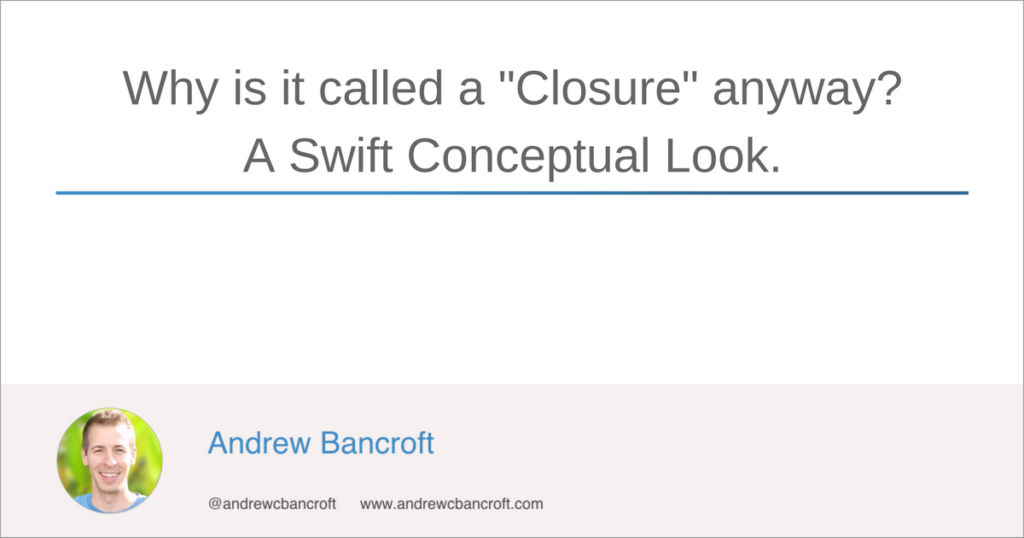 Why is it called a "Closure" anyway?
A Swift Conceptual Look.
Andrew Bancroft
@andrewcbancroft www.andrewcbancroft.com